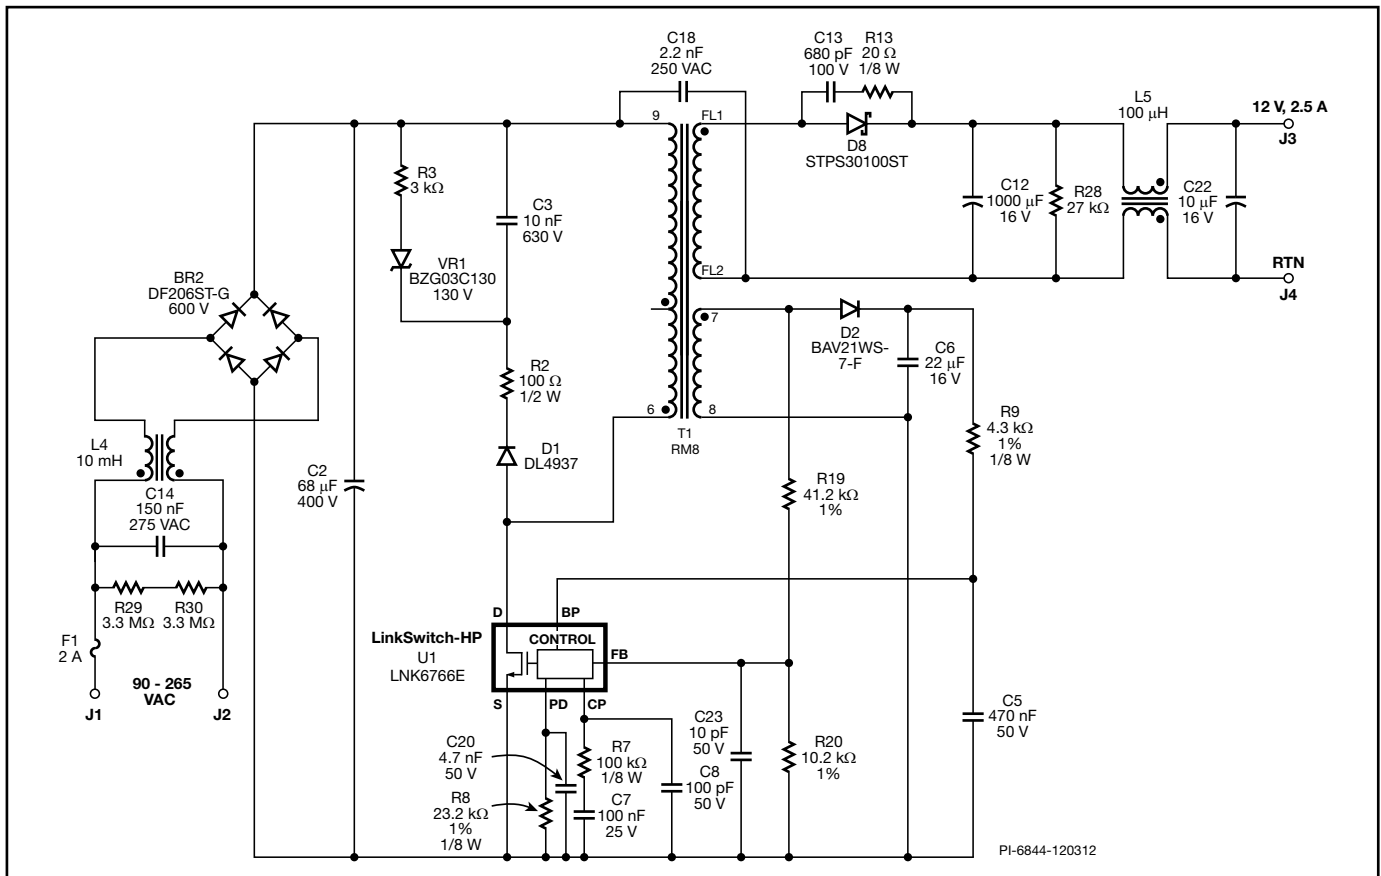 C18
2.2 nF
250 VAC
C13
680 pF
100 V
R13
20 Ω
1/8 W
L5
100 µH
12 V, 2.5 A
J3
9
FL1
D8
STPS30100ST
R3
3 kΩ
C3
10 nF
630 V
C12
1000 µF
16 V
R28
27 kΩ
C22
10 µF
16 V
VR1
BZG03C130
130 V
FL2
RTN
J4
BR2
DF206ST-G
600 V
7
D2
BAV21WS-
7-F
C6
22 µF
16 V
R2
100 Ω
1/2 W
6
8
T1
RM8
R9
4.3 kΩ
1%
1/8 W
L4
10 mH
D1
DL4937
C2
68 µF
400 V
R19
41.2 kΩ
1%
C14
150 nF
275 VAC
R29
3.3 MΩ
R30
3.3 MΩ
F1
2 A
90 - 265
VAC
J1
J2
D
BP
LinkSwitch-HP
U1
LNK6766E
CONTROL
FB
S
PD
CP
C20
4.7 nF
50 V
R8
23.2 kΩ
1%
1/8 W
R7
100 kΩ
1/8 W
C7
100 nF
25 V
C8
100 pF
50 V
C23
10 pF
50 V
R20
10.2 kΩ
1%
C5
470 nF
50 V
PI-6844-120312